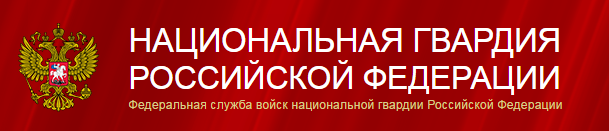 НАЦИОНАЛЬНАЯ ГВАРДИЯ
РОССИЙСКОЙ ФЕДЕРАЦИИ
Федеральная служба войск национальной гвардии Российской Федерации